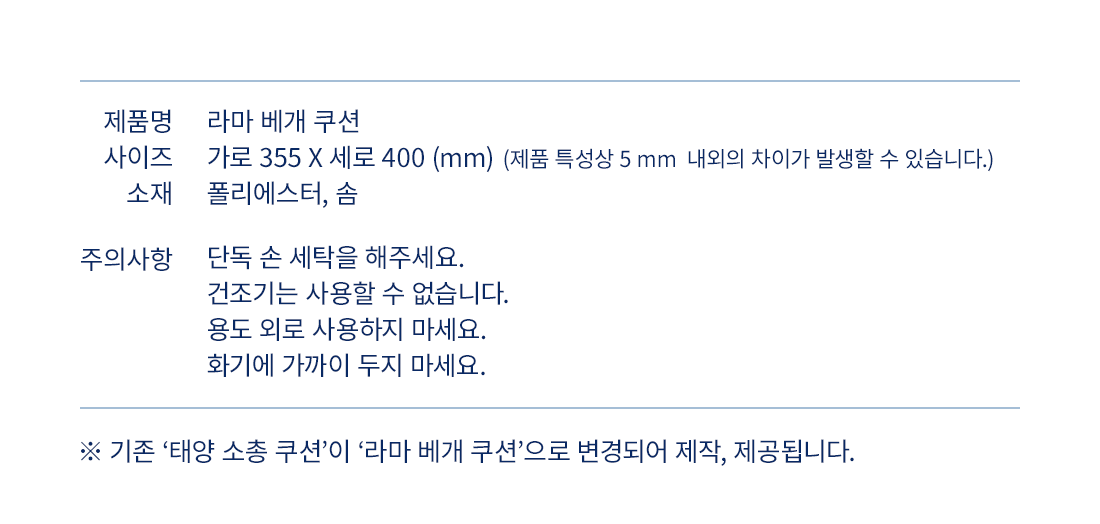 제품명 라마 베개 쿠션
사이즈 가로 355 X 세로 400 (mm) (제품 특성상 5 mm 내외의 차이가 발생할 수 있습니다.)
소재 폴리에스터, 솜
주의사항 단독 손 세탁을 해주세요.
건조기는 사용할 수 없습니다.
용도 외로 사용하지 마세요.
화기에 가까이 두지 마세요.
※ 기존 ‘태양 소총 쿠션’이 ‘라마 베개 쿠션’으로 변경되어 제작, 제공됩니다.